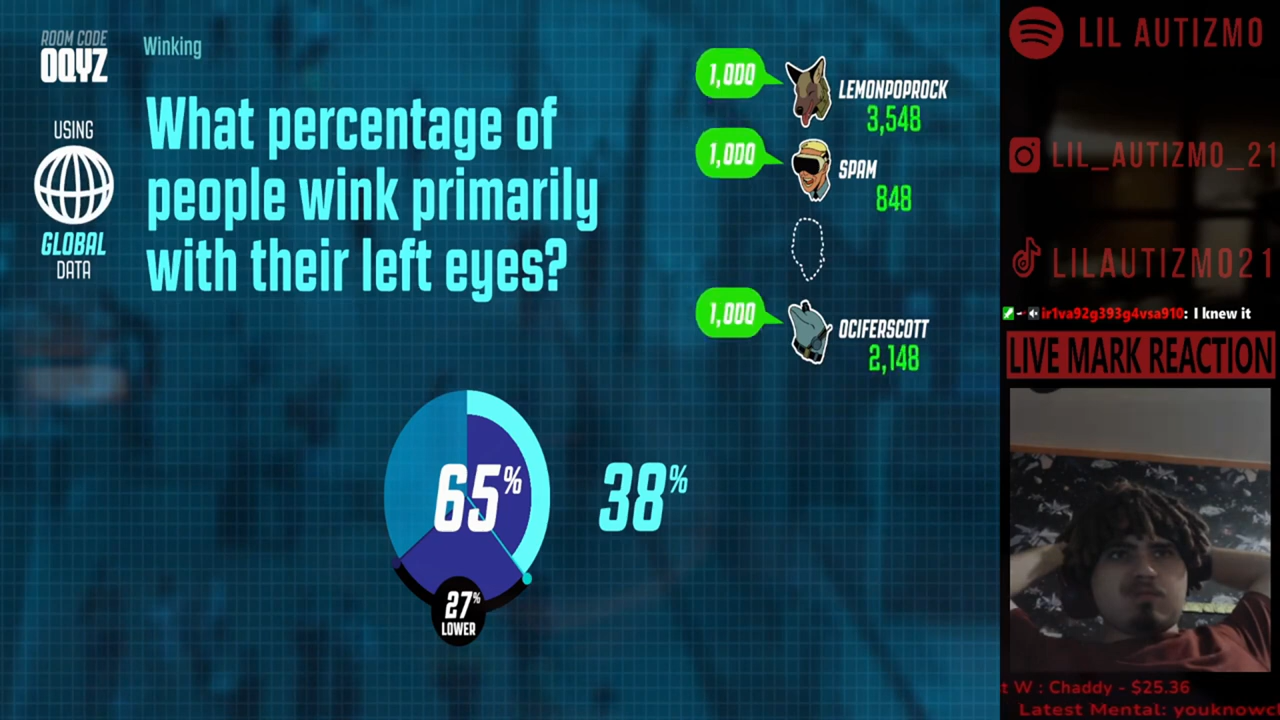 ROOM CODE
OQYZ
Winking
USING
GLOBAL
DATA
What percentage of
people wink primarily
with their left eyes?
1,000
LEMONPOPROCK
3,548
1,000
SPAM
848
1,000
OCIFERSCOTT
2,148
65%
38%
27%
LOWER
LIL AUTIZMO
LIL_AUTIZMO_21
LILAUTIZMO21
ir1va92g393g4vsa910: I knew it
LIVE MARK REACTION
t W : Chaddy - $25.36
Latest Mental: youknowc